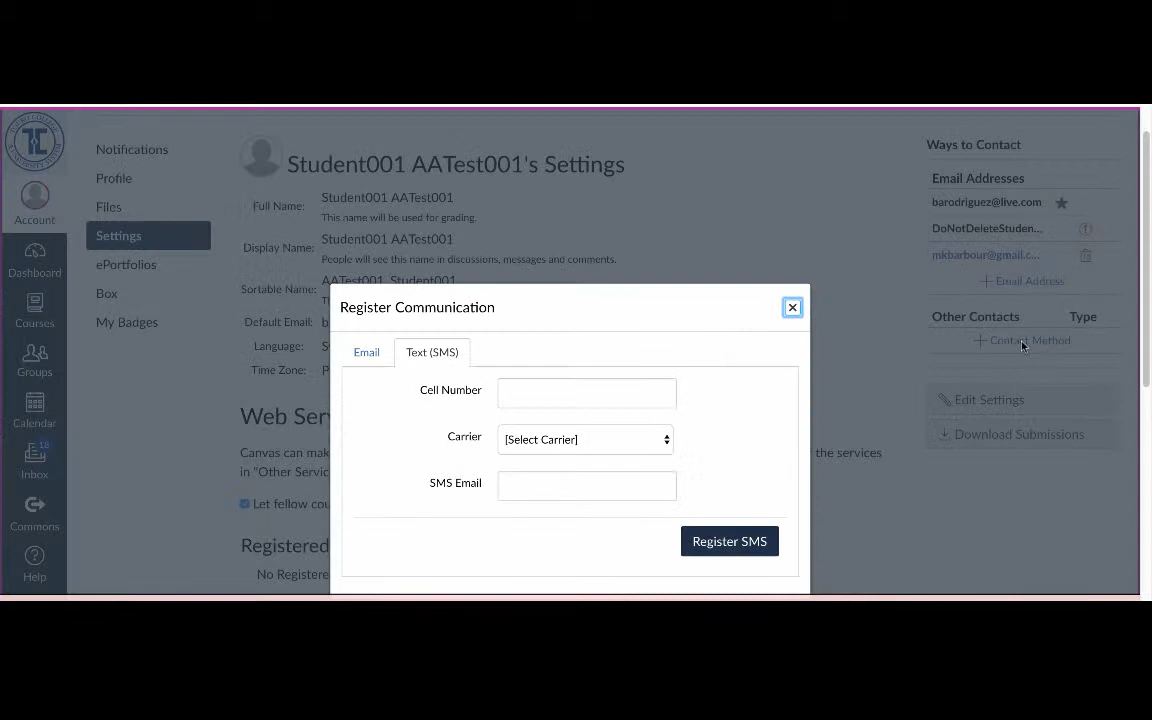 Notifications
Profile
Files
Settings
ePortfolios
Box
My Badges
Account
Dashboard
Courses
Groups
Calendar
18
Inbox
Commons
Help
Student001 AATest001's Settings
Full Name: Student001 AATest001
This name will be used for grading.
Display Name: Student001 AATest001
People will see this name in discussions, messages and comments.
Sortable Name: AATest001, Student001
Default Email: b
Language:
Time Zone: P
Web Ser
Canvas can mak
the services
in "Other Servic
Let fellow cou
Registered
No Registere
Register Communication
Email
Text (SMS)
Cell Number
Carrier [Select Carrier]
SMS Email
Register SMS
Ways to Contact
Email Addresses
barodriguez@live.com
DoNotDeleteStuden...
mkbarbour@gmail.c...
+ Email Address
Other Contacts Type
+ Contact Method
Edit Settings
Download Submissions